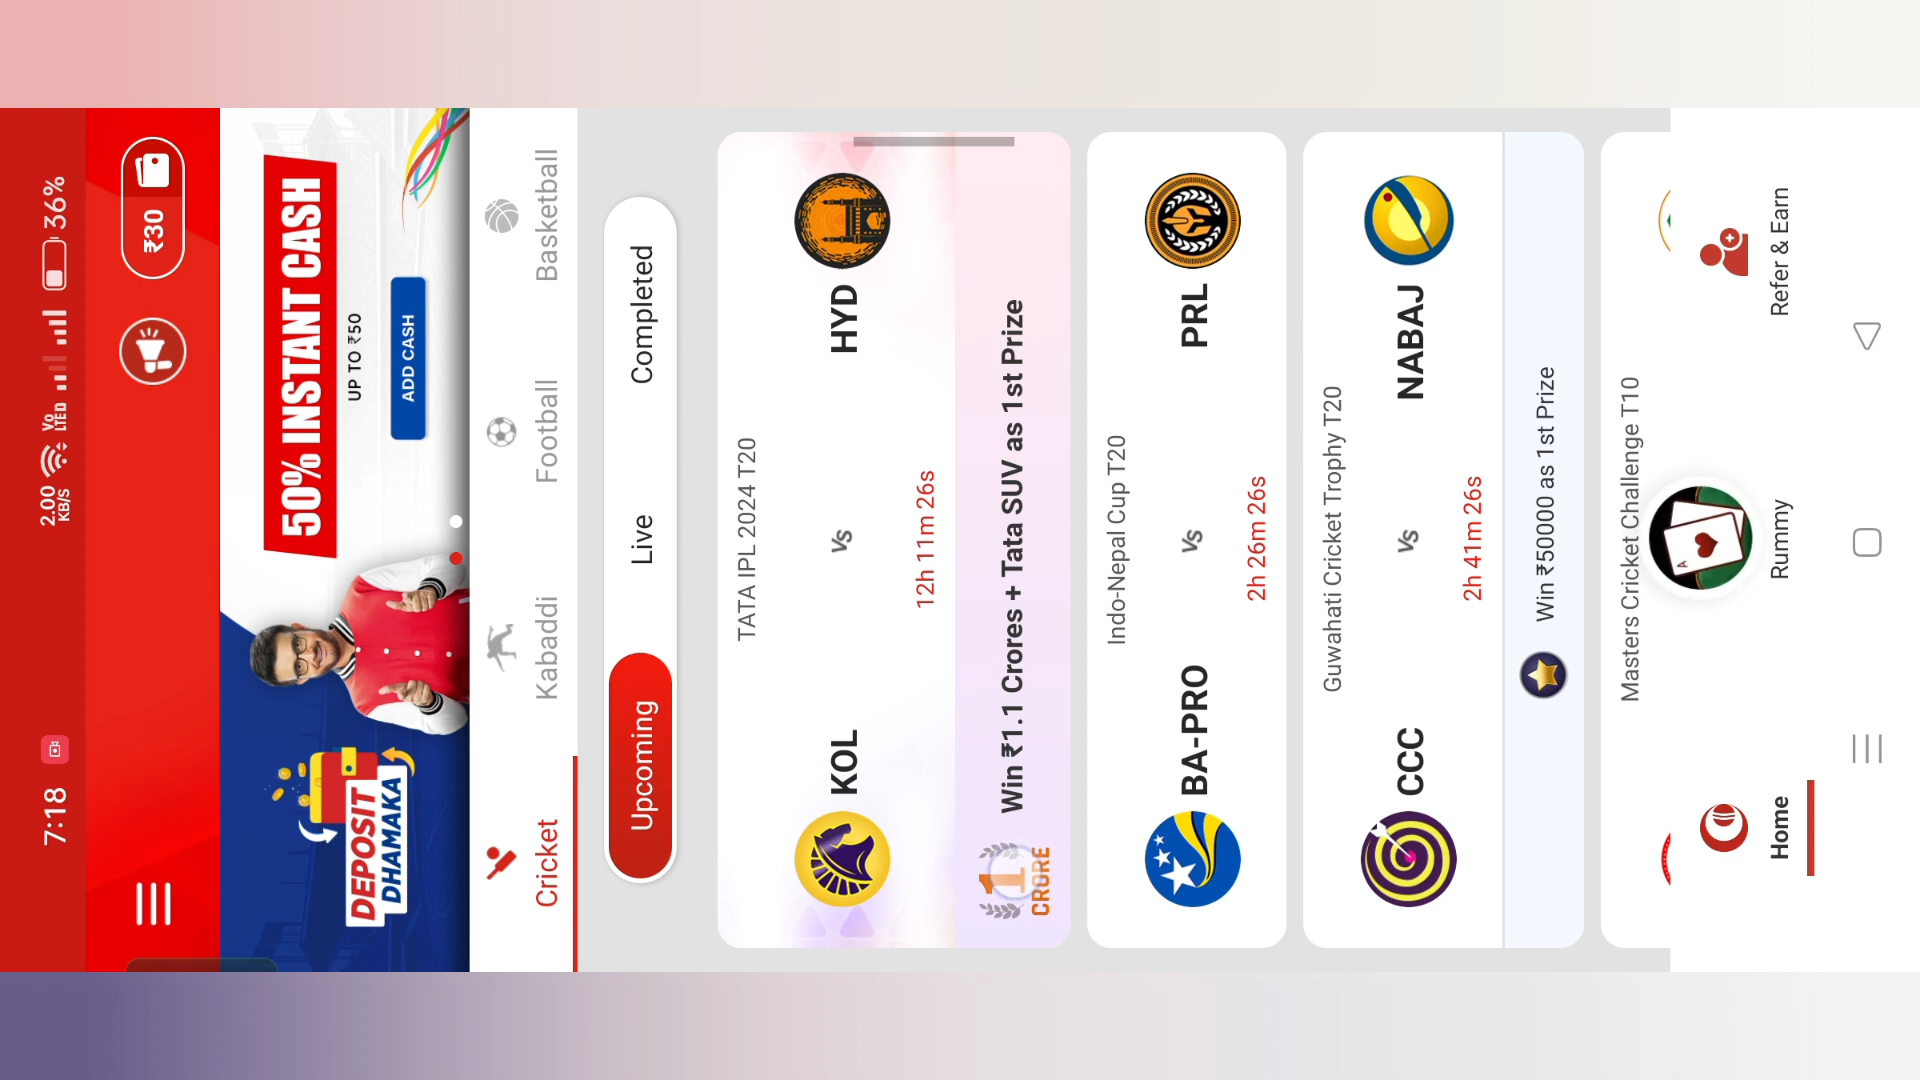 7:18
2.00 KB/S
Vo LTED
36%
₹30
DEPOSIT
DHAMAKA
50% INSTANT CASH
UP TO ₹50
ADD CASH
Cricket
Kabaddi
Football
Basketball
Upcoming
Live
Completed
TATA IPL 2024 T20
KOL
vs
HYD
12h 11m 26s
1 CRORE
Win ₹1.1 Crores + Tata SUV as 1st Prize
Indo-Nepal Cup T20
BA-PRO
vs
PRL
2h 26m 26s
Guwahati Cricket Trophy T20
CCC
vs
NABAJ
2h 41m 26s
Win ₹50000 as 1st Prize
Masters Cricket Challenge T10
A
Home
Rummy
Refer & Earn